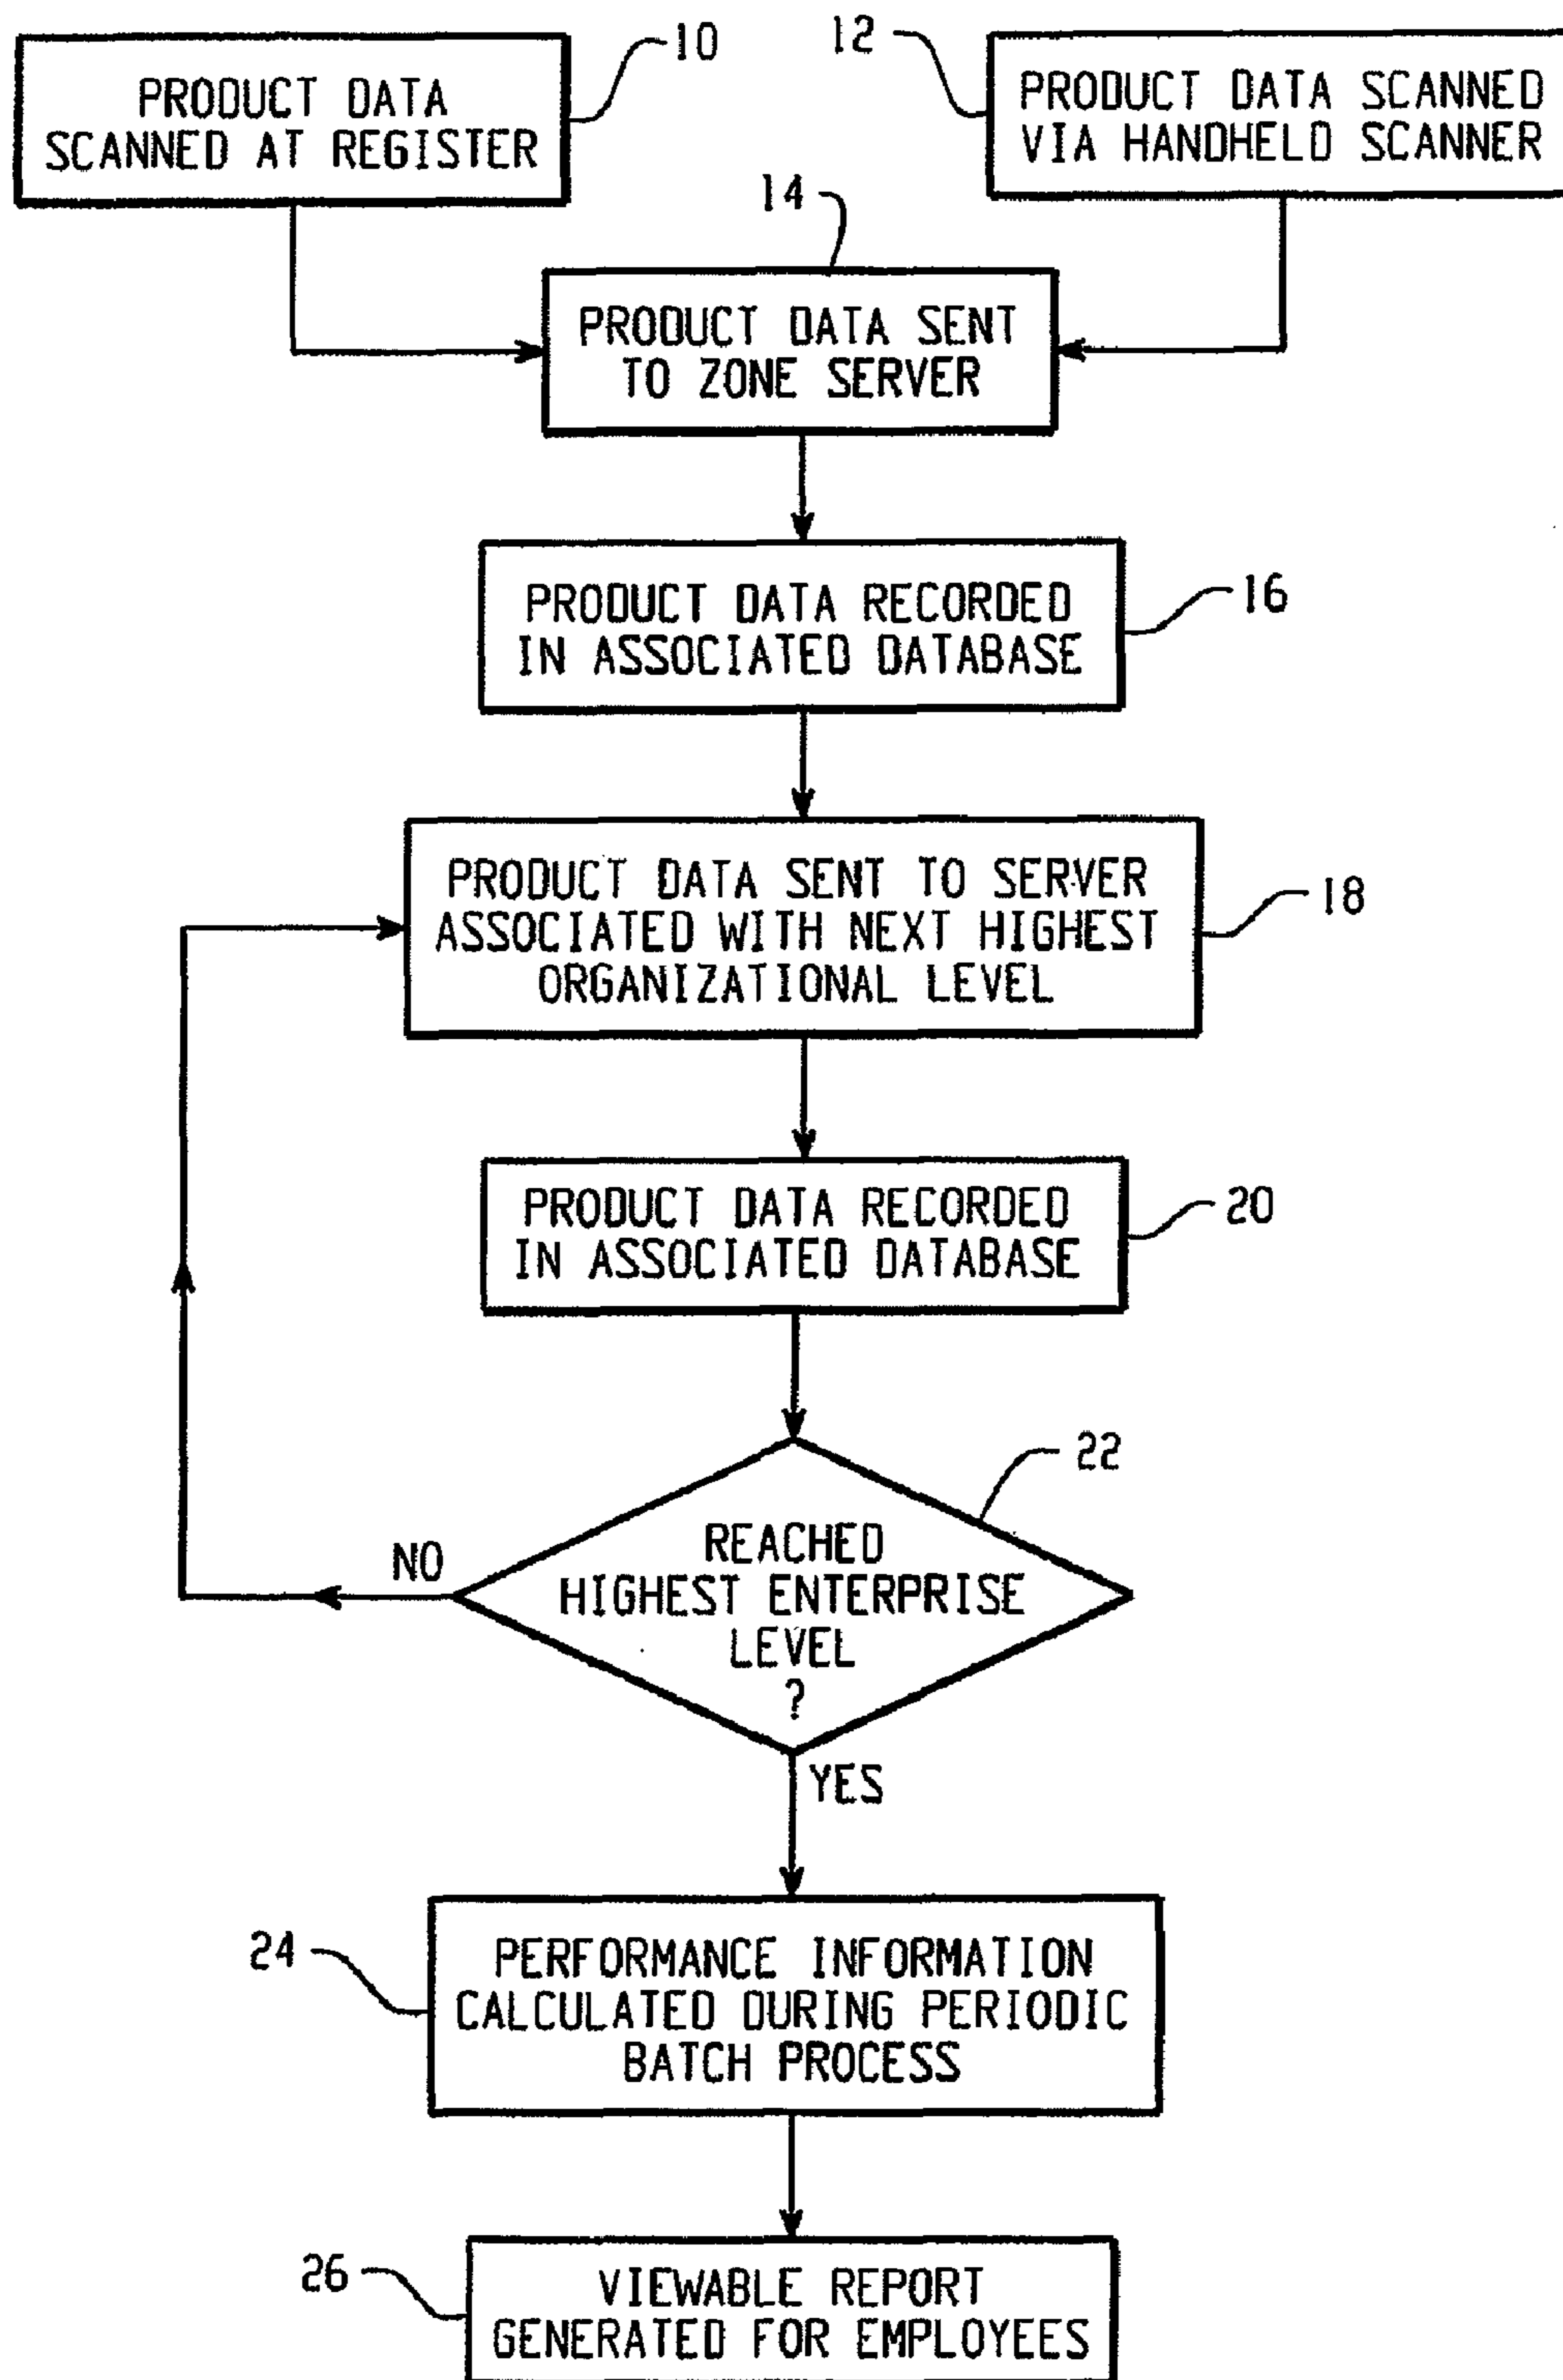 PRODUCT DATA
SCANNED AT REGISTER
10
12
PRODUCT DATA SCANNED
VIA HANDHELD SCANNER
14
PRODUCT DATA SENT
TO ZONE SERVER
PRODUCT DATA RECORDED
IN ASSOCIATED DATABASE
16
PRODUCT DATA SENT TO SERVER
ASSOCIATED WITH NEXT HIGHEST
ORGANIZATIONAL LEVEL
18
PRODUCT DATA RECORDED
IN ASSOCIATED DATABASE
20
22
REACHED
HIGHEST ENTERPRISE
LEVEL
?
NO
YES
24
PERFORMANCE INFORMATION
CALCULATED DURING PERIODIC
BATCH PROCESS
26
VIEWABLE REPORT
GENERATED FOR EMPLOYEES